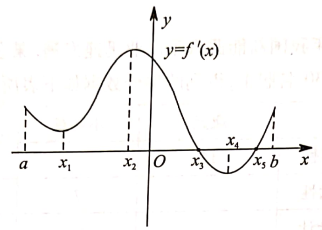 y
y=f′(x)
x₄
a x₁ x₂ O x₃ x₅ b x